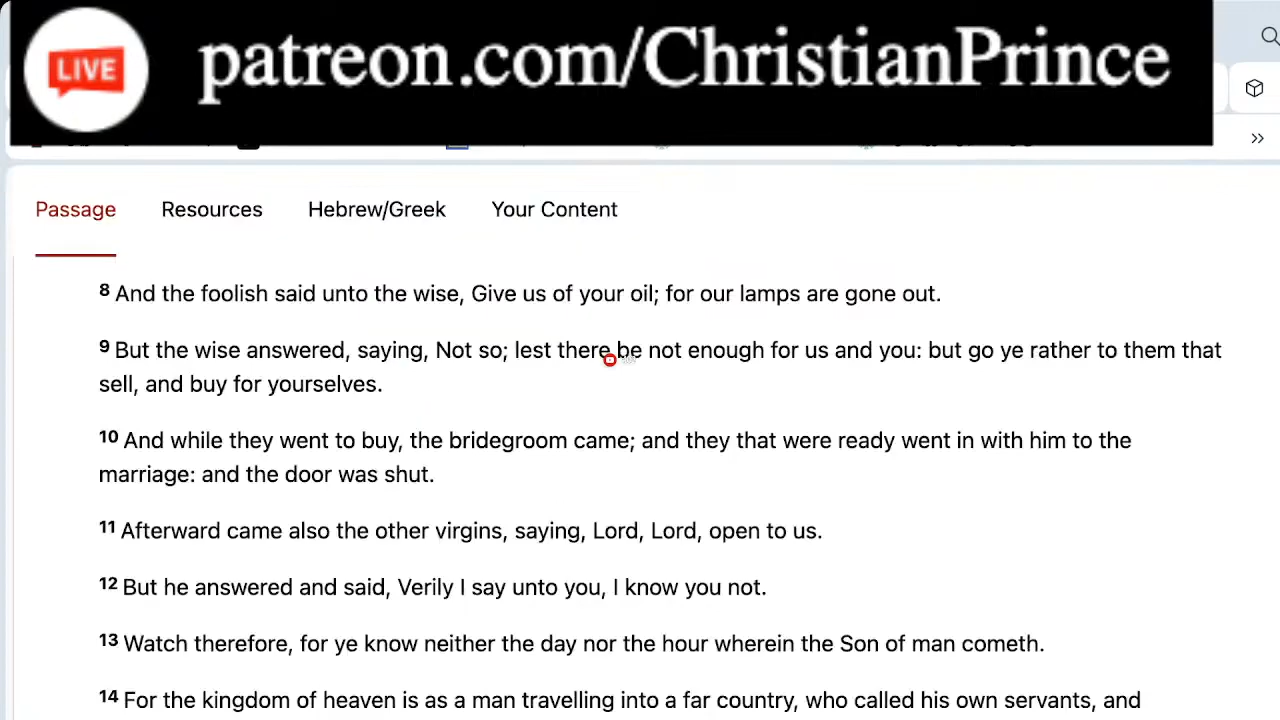 LIVE patreon.com/ChristianPrince
Passage Resources Hebrew/Greek Your Content
8 And the foolish said unto the wise, Give us of your oil; for our lamps are gone out.
9 But the wise answered, saying, Not so; lest there be not enough for us and you: but go ye rather to them that
sell, and buy for yourselves.
10 And while they went to buy, the bridegroom came; and they that were ready went in with him to the
marriage: and the door was shut.
11 Afterward came also the other virgins, saying, Lord, Lord, open to us.
12 But he answered and said, Verily I say unto you, I know you not.
13 Watch therefore, for ye know neither the day nor the hour wherein the Son of man cometh.
14 For the kingdom of heaven is as a man travelling into a far country, who called his own servants, and